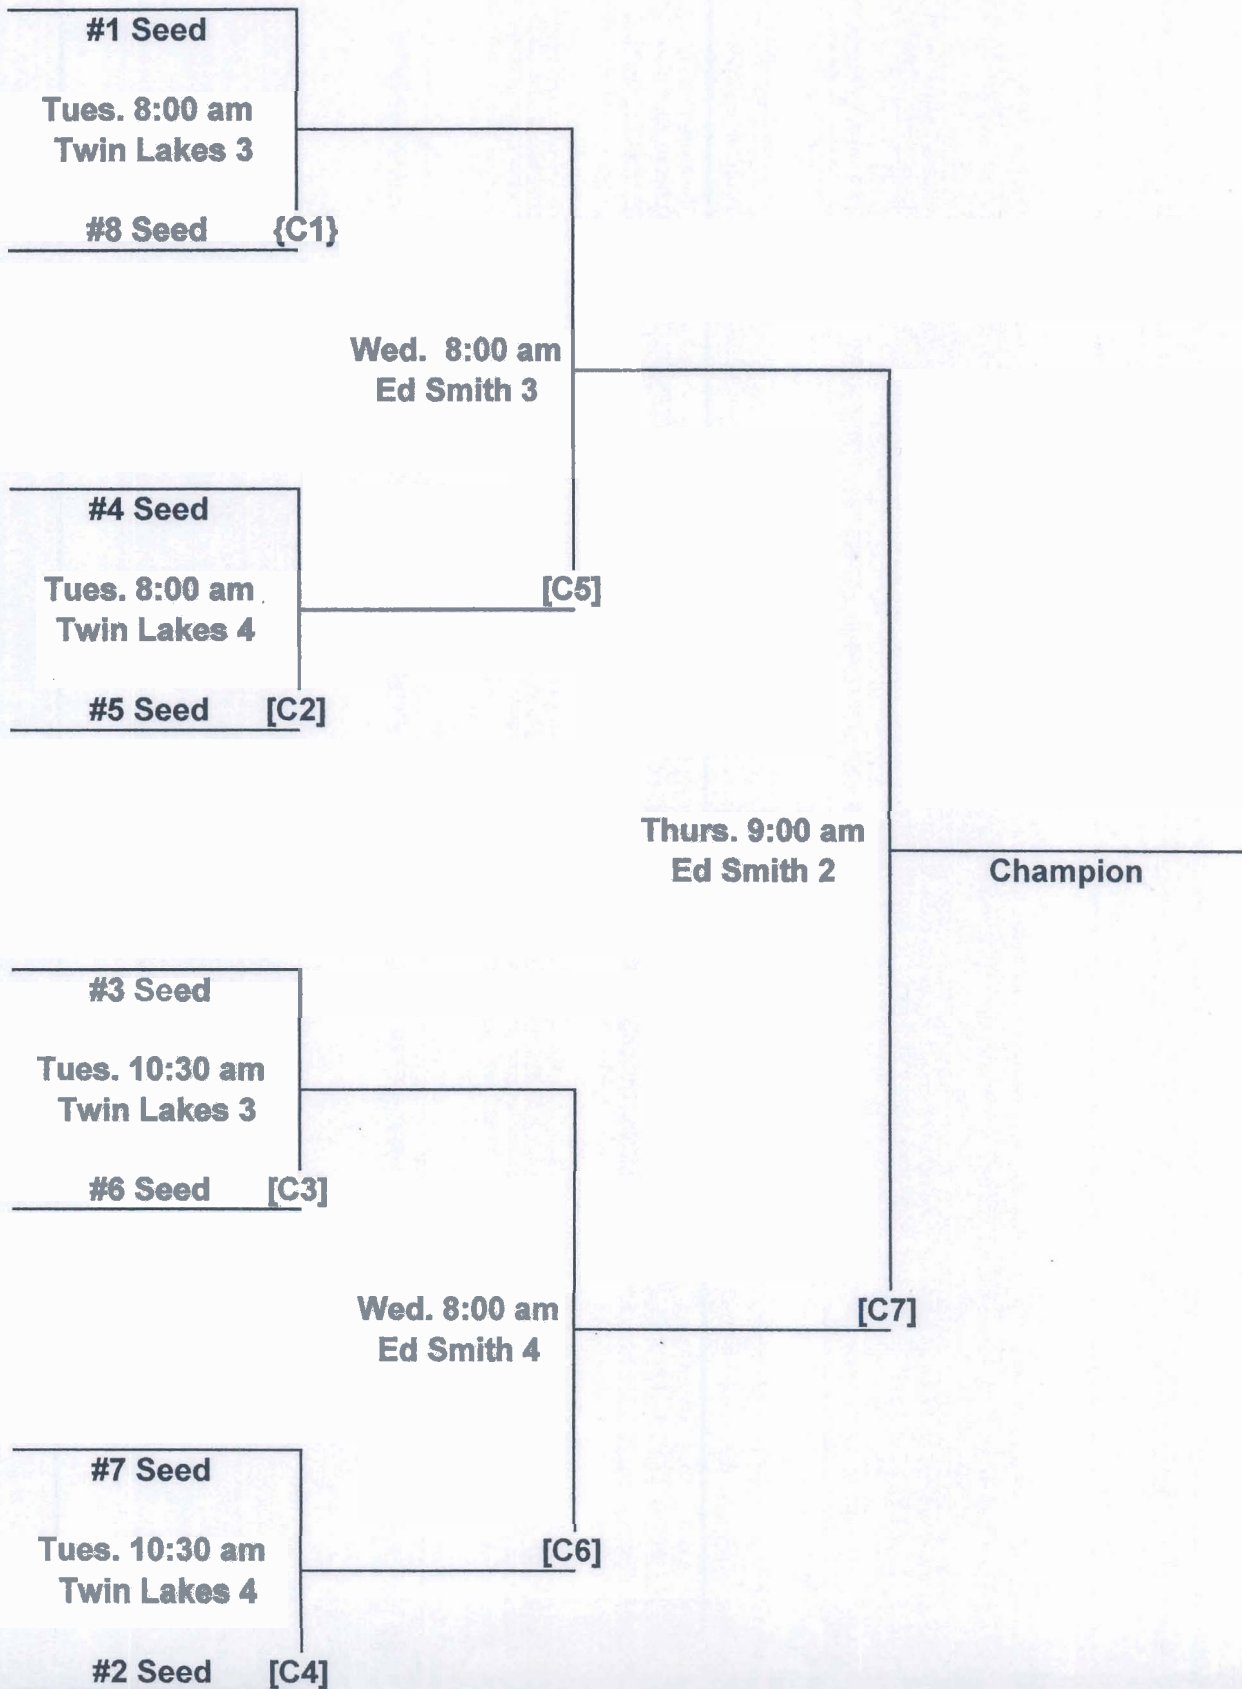 #1 Seed
Tues. 8:00 am
Twin Lakes 3
#8 Seed {C1}
Wed. 8:00 am
Ed Smith 3
#4 Seed
Tues. 8:00 am
Twin Lakes 4
[C5]
#5 Seed [C2]
Thurs. 9:00 am
Ed Smith 2
Champion
#3 Seed
Tues. 10:30 am
Twin Lakes 3
#6 Seed [C3]
Wed. 8:00 am
Ed Smith 4
[C7]
#7 Seed
Tues. 10:30 am
Twin Lakes 4
[C6]
#2 Seed [C4]